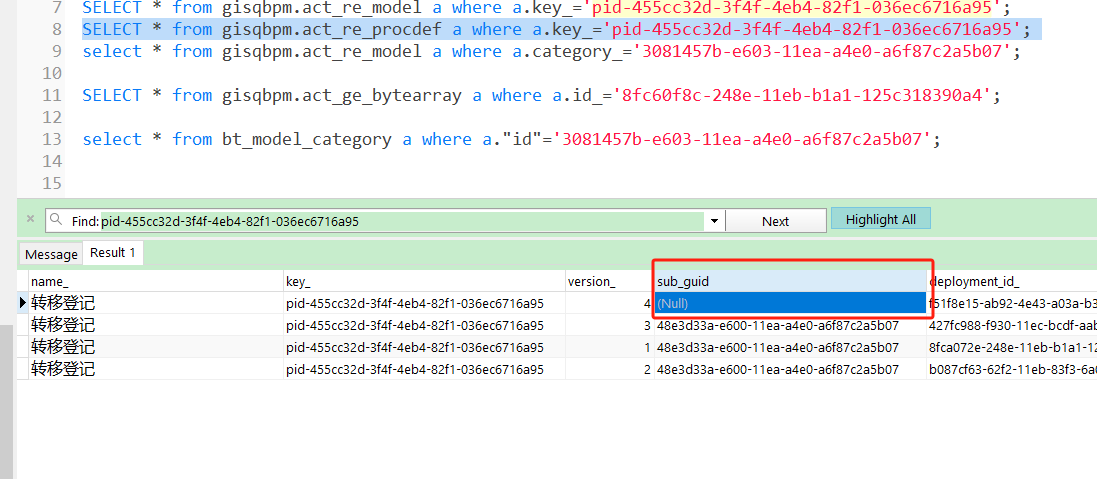 7 SELECT * from gisqbpm.act_re_model a where a.key_='pid-455cc32d-3f4f-4eb4-82f1-036ec6716a95';
8 SELECT * from gisqbpm.act_re_procdef a where a.key_='pid-455cc32d-3f4f-4eb4-82f1-036ec6716a95';
9 select * from gisqbpm.act_re_model a where a.category_='3081457b-e603-11ea-a4e0-a6f87c2a5b07';
10
11 SELECT * from gisqbpm.act_ge_bytearray a where a.id_='8fc60f8c-248e-11eb-b1a1-125c318390a4';
12
13 select * from bt_model_category a where a."id"='3081457b-e603-11ea-a4e0-a6f87c2a5b07';
14
15
× Find: pid-455cc32d-3f4f-4eb4-82f1-036ec6716a95 Next Highlight All
Message Result 1
name_ key_ version_ sub_guid deployment_id_
转移登记 pid-455cc32d-3f4f-4eb4-82f1-036ec6716a95 4 (Null) f51f8e15-ab92-4e43-a03a-b3
转移登记 pid-455cc32d-3f4f-4eb4-82f1-036ec6716a95 3 48e3d33a-e600-11ea-a4e0-a6f87c2a5b07 427fc988-f930-11ec-bcdf-aab
转移登记 pid-455cc32d-3f4f-4eb4-82f1-036ec6716a95 1 48e3d33a-e600-11ea-a4e0-a6f87c2a5b07 8fca072e-248e-11eb-b1a1-12
转移登记 pid-455cc32d-3f4f-4eb4-82f1-036ec6716a95 2 48e3d33a-e600-11ea-a4e0-a6f87c2a5b07 b087cf63-62f2-11eb-83f3-6a